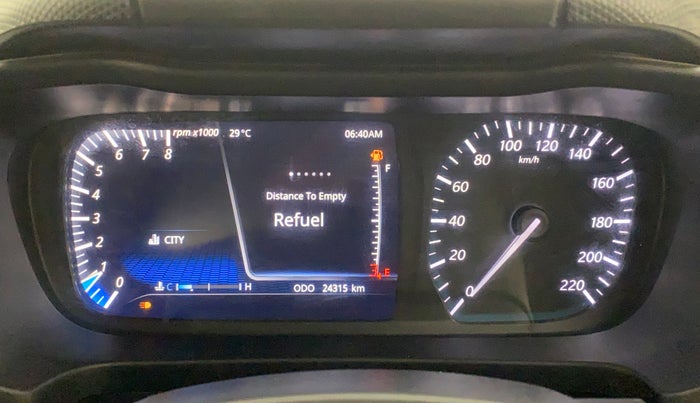 rpm x1000 29 °C 06:40AM
8
7
6
5
4
3
2
1
0
Distance To Empty
Refuel
CITY
F
E
C H
ODO 24315 km
0
20
40
60
80
100
120
140
160
180
200
220
km/h